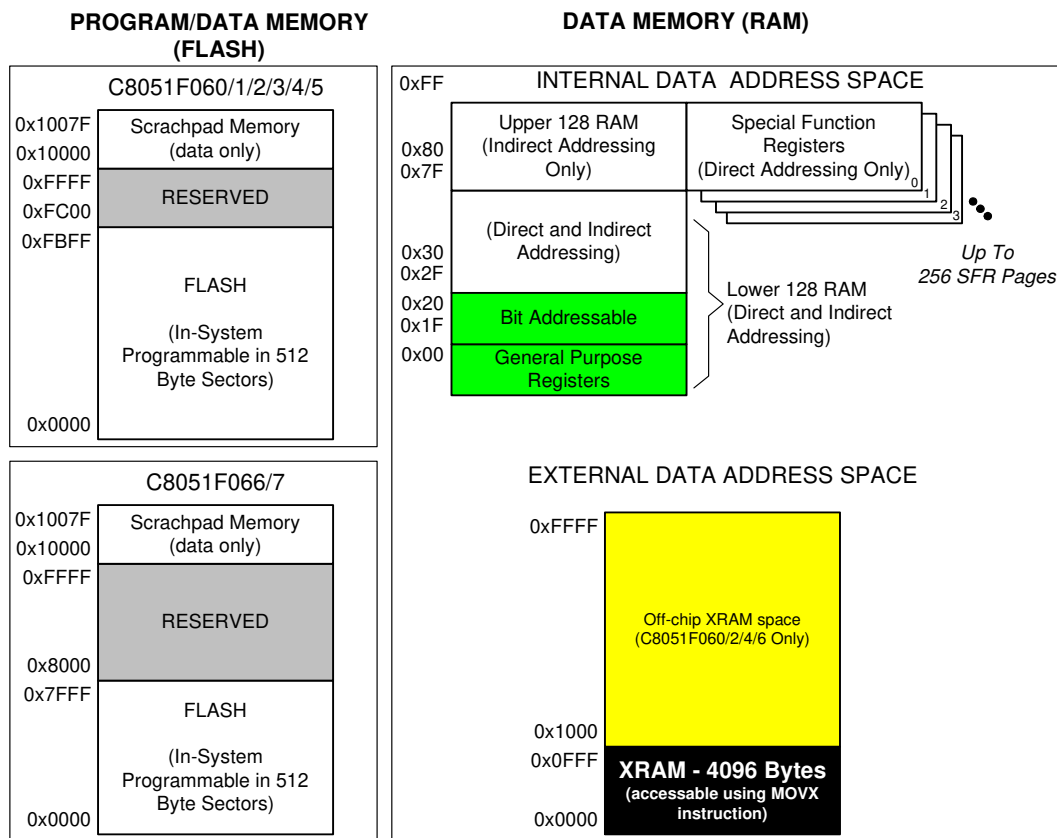 PROGRAM/DATA MEMORY
(FLASH)
C8051F060/1/2/3/4/5
0x1007F
0x10000
Scrachpad Memory
(data only)
0xFFFF
0xFC00
RESERVED
0xFBFF
FLASH
(In-System
Programmable in 512
Byte Sectors)
0x0000
C8051F066/7
0x1007F
0x10000
Scrachpad Memory
(data only)
0xFFFF
RESERVED
0x8000
0x7FFF
FLASH
(In-System
Programmable in 512
Byte Sectors)
0x0000
DATA MEMORY (RAM)
INTERNAL DATA ADDRESS SPACE
0xFF
Upper 128 RAM
(Indirect Addressing
Only)
0x80
0x7F
Special Function
Registers
(Direct Addressing Only)
0
1
2
3
Up To
256 SFR Pages
(Direct and Indirect
Addressing)
0x30
0x2F
Lower 128 RAM
(Direct and Indirect
Addressing)
0x20
0x1F
Bit Addressable
0x00
General Purpose
Registers
EXTERNAL DATA ADDRESS SPACE
0xFFFF
Off-chip XRAM space
(C8051F060/2/4/6 Only)
0x1000
0x0FFF
XRAM - 4096 Bytes
(accessable using MOVX
instruction)
0x0000